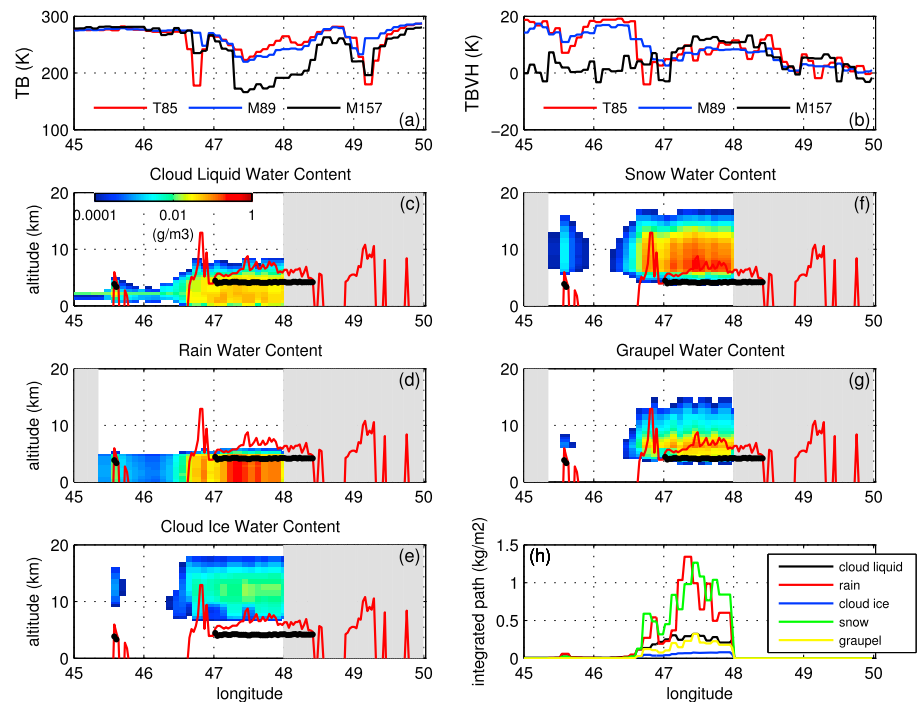 300
200
100
TB (K)
T85 M89 M157
(a)
45 46 47 48 49 50
20
0
−20
TBVH (K)
T85 M89 M157
(b)
45 46 47 48 49 50
Cloud Liquid Water Content
20
10
0
altitude (km)
0.0001 0.01 1
(g/m3)
(c)
45 46 47 48 49 50
Snow Water Content
20
10
0
(f)
45 46 47 48 49 50
Rain Water Content
20
10
0
altitude (km)
(d)
45 46 47 48 49 50
Graupel Water Content
20
10
0
(g)
45 46 47 48 49 50
Cloud Ice Water Content
20
10
0
altitude (km)
(e)
45 46 47 48 49 50
longitude
1.5
1
0.5
0
integrated path (kg/m2)
(h)
cloud liquid
rain
cloud ice
snow
graupel
45 46 47 48 49 50
longitude